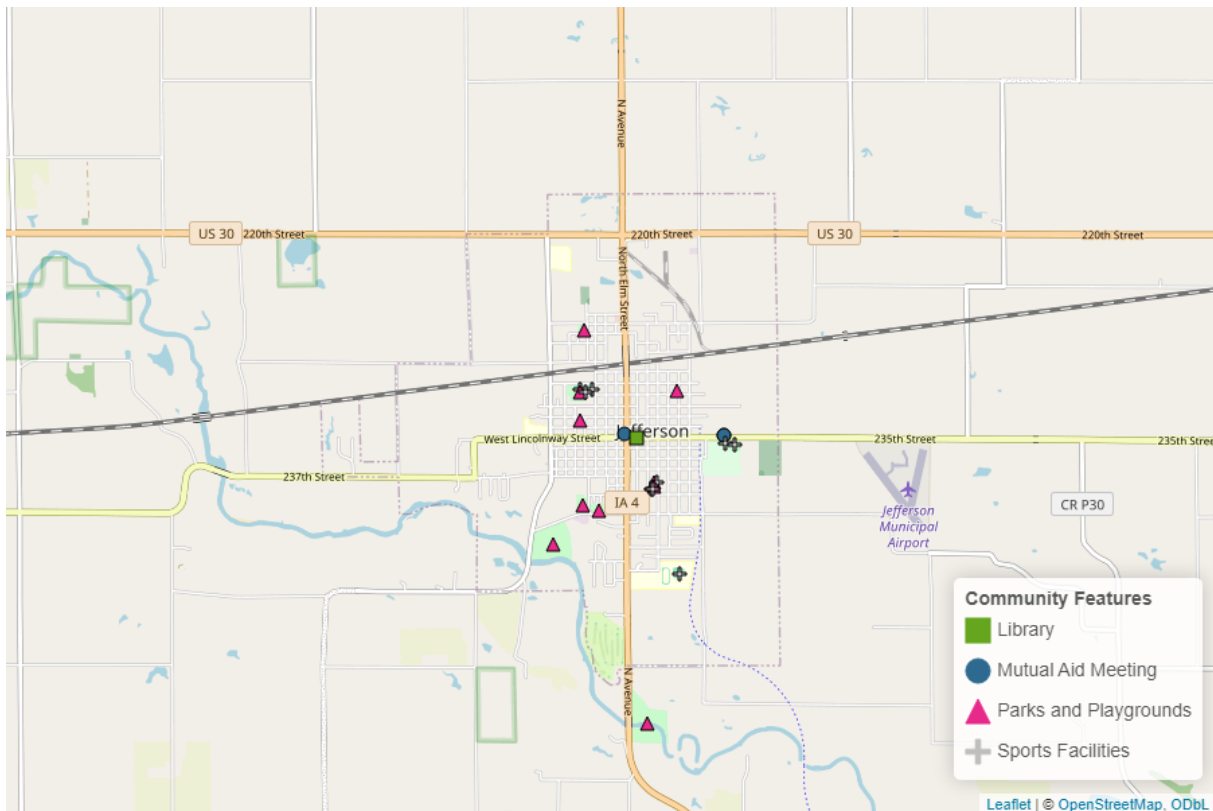 N Avenue
US 30
220th Street
220th Street
US 30
220th Street
North Elm Street
Jefferson
West Lincolnway Street
235th Street
235th Street
237th Street
IA 4
Jefferson
Municipal
Airport
CR P30
N Avenue
Community Features
Library
Mutual Aid Meeting
Parks and Playgrounds
Sports Facilities
Leaflet | © OpenStreetMap, ODbL